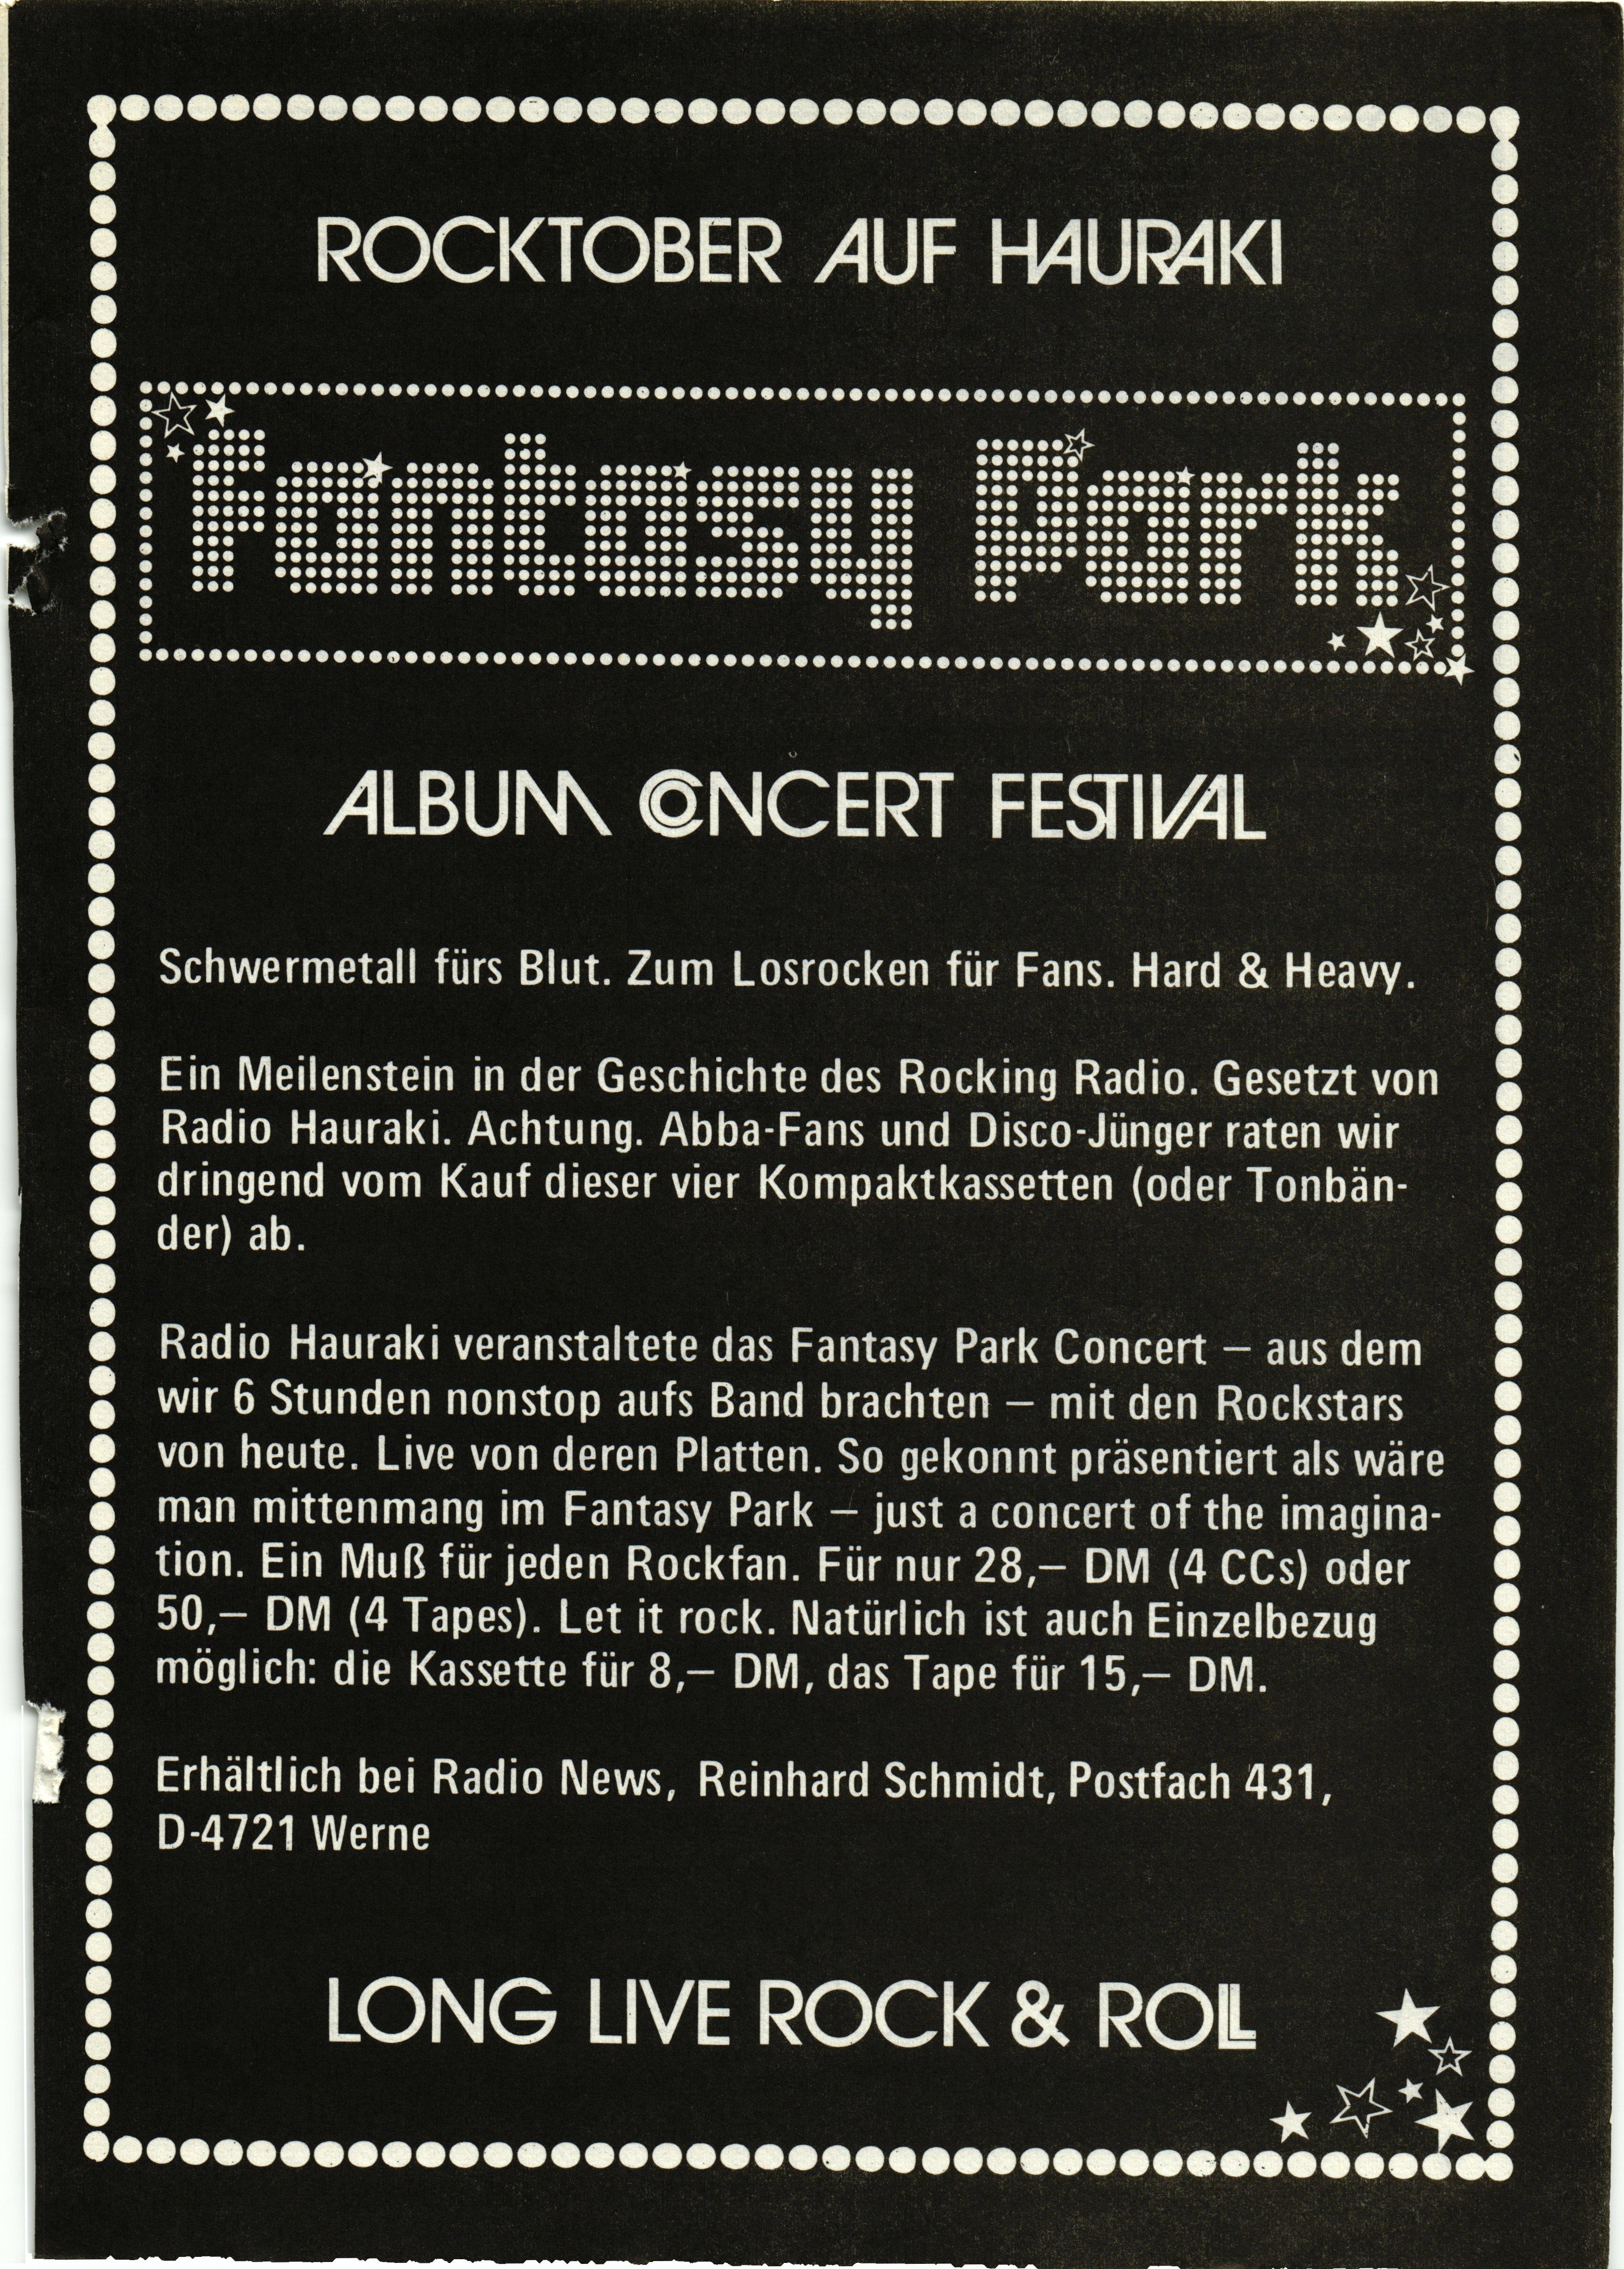 ROCKTOBER AUF HAURAKI
fantasy Park
ALBUM CONCERT FESTIVAL
Schwermetall fürs Blut. Zum Losrocken für Fans. Hard & Heavy.
Ein Meilenstein in der Geschichte des Rocking Radio. Gesetzt von
Radio Hauraki. Achtung. Abba-Fans und Disco-Jünger raten wir
dringend vom Kauf dieser vier Kompaktkassetten (oder Tonbän-
der) ab.
Radio Hauraki veranstaltete das Fantasy Park Concert – aus dem
wir 6 Stunden nonstop aufs Band brachten – mit den Rockstars
von heute. Live von deren Platten. So gekonnt präsentiert als wäre
man mittenmang im Fantasy Park – just a concert of the imagina-
tion. Ein Muß für jeden Rockfan. Für nur 28,– DM (4 CCs) oder
50,– DM (4 Tapes). Let it rock. Natürlich ist auch Einzelbezug
möglich: die Kassette für 8,– DM, das Tape für 15,– DM.
Erhältlich bei Radio News, Reinhard Schmidt, Postfach 431,
D-4721 Werne
LONG LIVE ROCK & ROLL